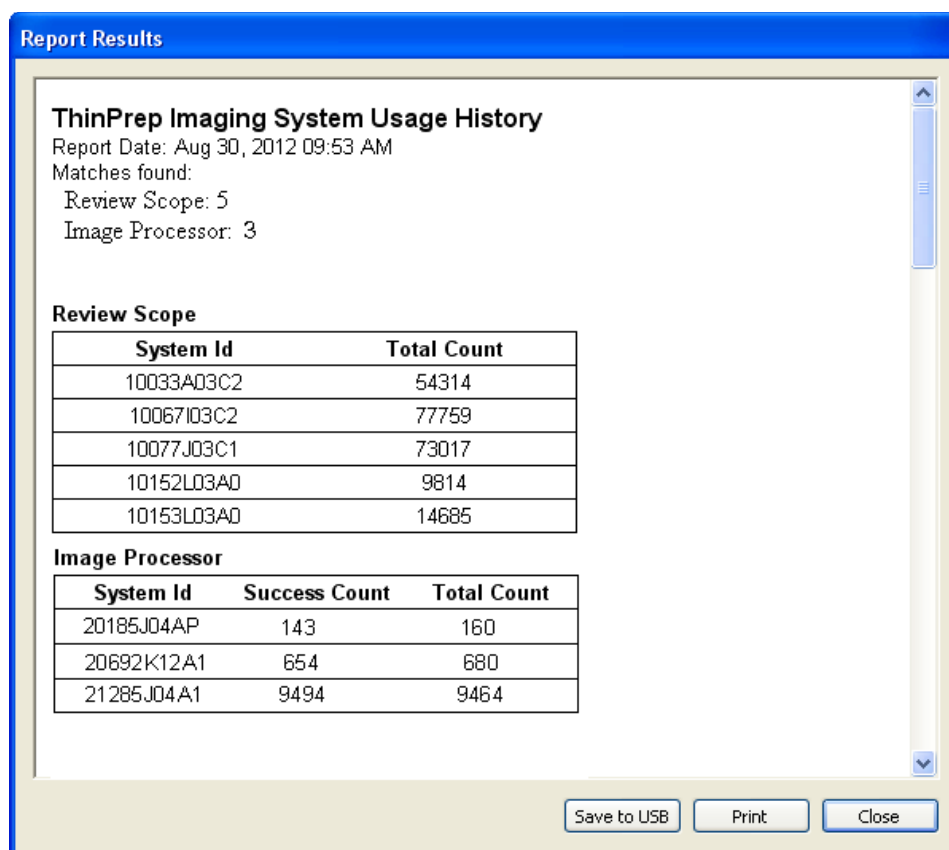 Report Results
ThinPrep Imaging System Usage History
Report Date: Aug 30, 2012 09:53 AM
Matches found:
Review Scope: 5
Image Processor: 3
Review Scope
System Id Total Count
10033A03C2 54314
10067I03C2 77759
10077J03C1 73017
10152L03A0 9814
10153L03A0 14685
Image Processor
System Id Success Count Total Count
20185J04AP 143 160
20692K12A1 654 680
21285J04A1 9494 9464
Save to USB Print Close